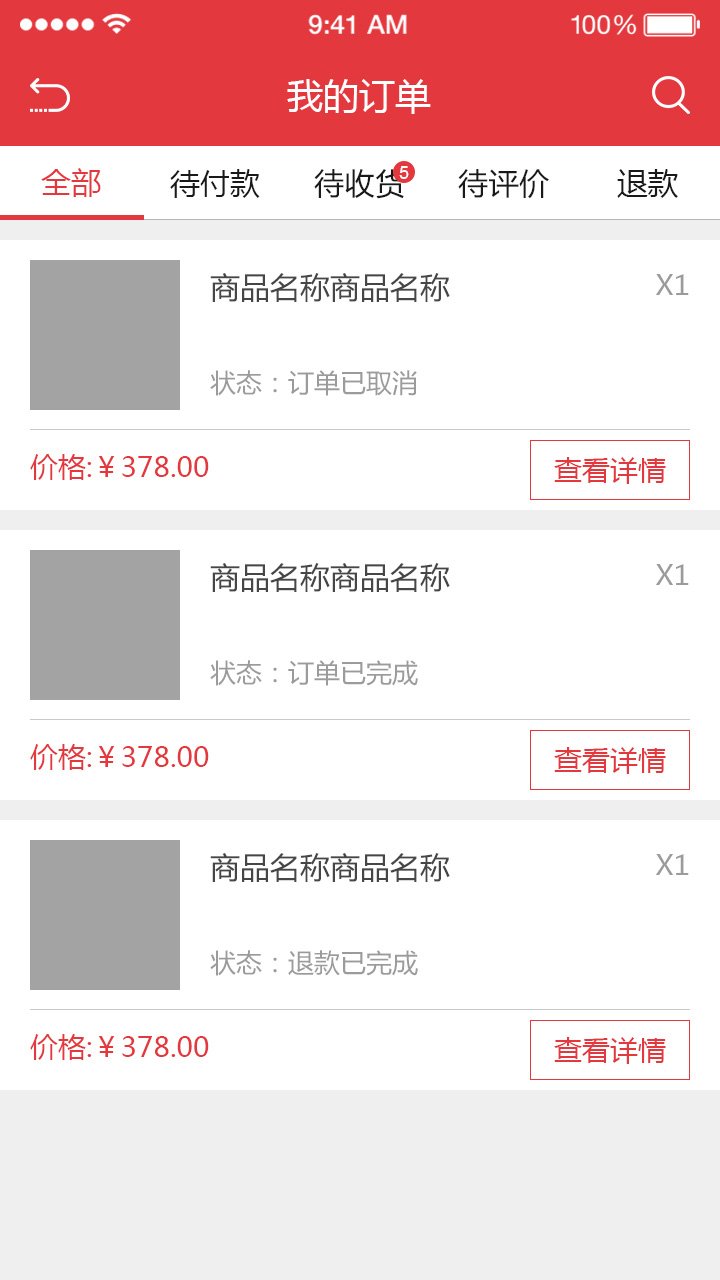 9:41 AM 100%
我的订单
全部 待付款 待收货 5 待评价 退款
商品名称商品名称 X1
状态：订单已取消
价格:¥ 378.00 查看详情
商品名称商品名称 X1
状态：订单已完成
价格:¥ 378.00 查看详情
商品名称商品名称 X1
状态：退款已完成
价格:¥ 378.00 查看详情